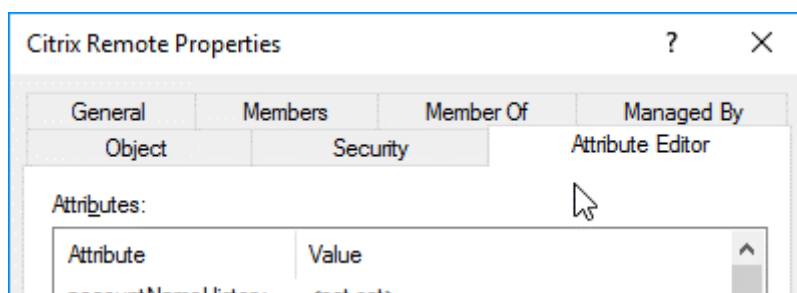 Citrix Remote Properties ? ×
General Members Member Of Managed By
Object Security Attribute Editor
Attributes:
Attribute Value